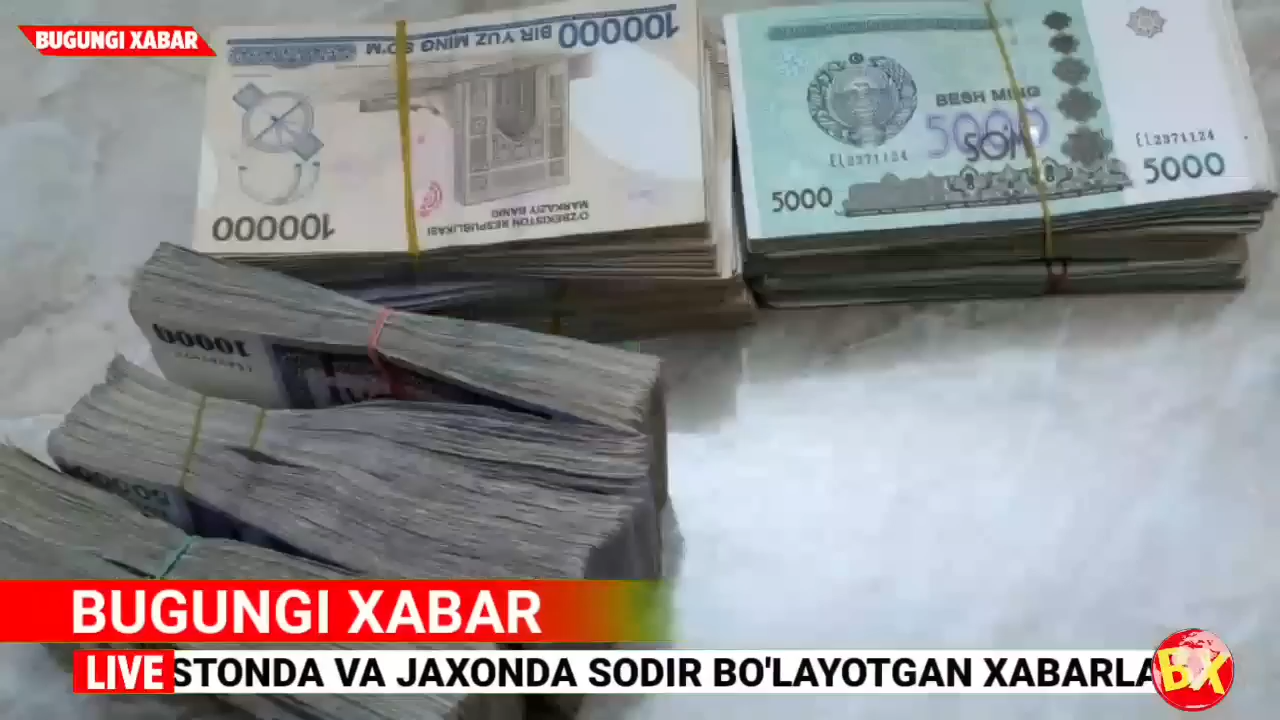 BUGUNGI XABAR
100000 BIR YUZ MING SO'M
100000
O'ZBEKISTON RESPUBLIKASI
MARKAZIY BANKI
BESH MING
5000
SO'M
EL2371124
EL2371124
5000
5000
10000
BUGUNGI XABAR
LIVE STONDA VA JAXONDA SODIR BO'LAYOTGAN XABARLA
BX